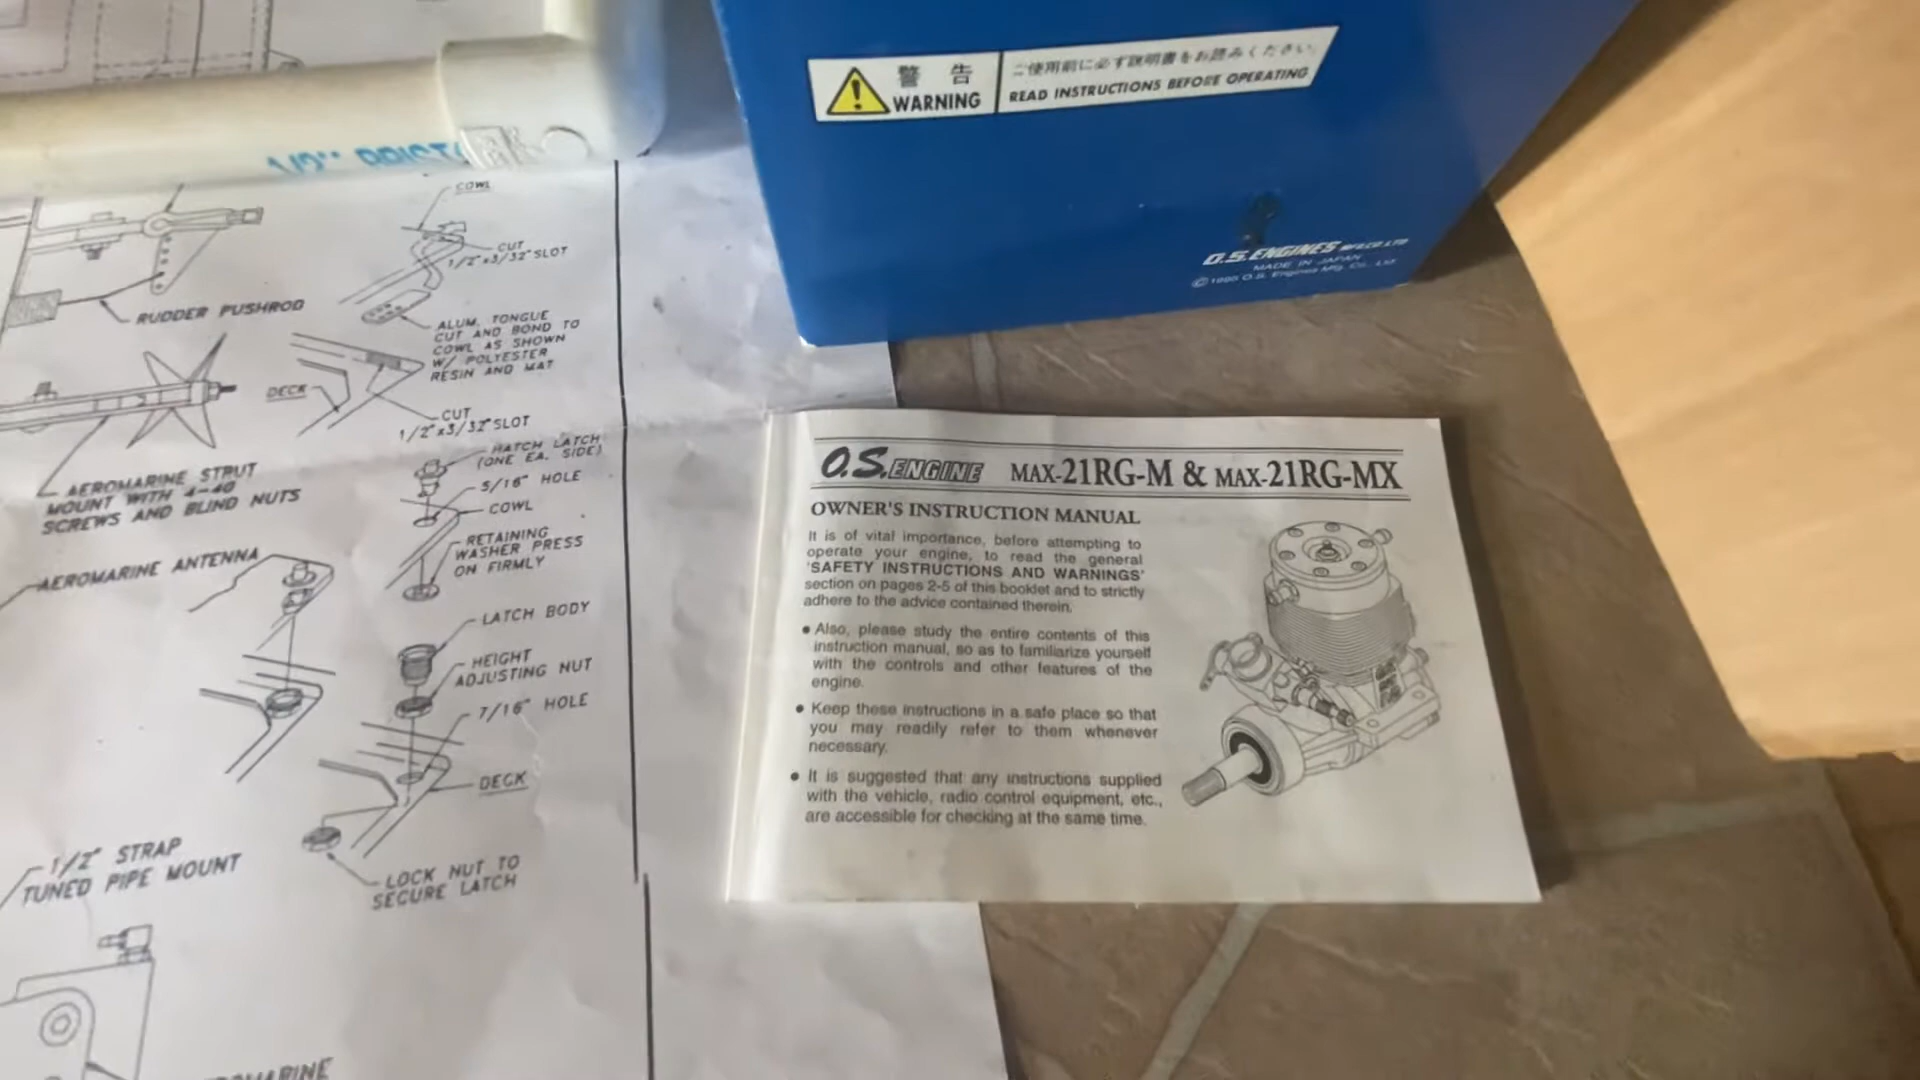 警 告
WARNING
ご使用前に必ず説明書をお読みください。
READ INSTRUCTIONS BEFORE OPERATING
O.S.ENGINES MFG.CO.LTD
MADE IN JAPAN
O.S. Engines Mfg. Co., Ltd.
1/2"
COWL
CUT
1/2"x3/32"SLOT
RUDDER PUSHROD
ALUM. TONGUE
CUT AND BOND TO
COWL AS SHOWN
W/ POLYESTER
RESIN AND MAT
DECK
CUT
1/2"x3/32"SLOT
AEROMARINE STRUT
MOUNT WITH 4-40
SCREWS AND BLIND NUTS
HATCH LATCH
(ONE EA. SIDE)
5/16" HOLE
COWL
RETAINING
WASHER PRESS
ON FIRMLY
AEROMARINE ANTENNA
LATCH BODY
HEIGHT
ADJUSTING NUT
7/16" HOLE
DECK
1/2" STRAP
TUNED PIPE MOUNT
LOCK NUT TO
SECURE LATCH
O.S.ENGINE MAX-21RG-M & MAX-21RG-MX
OWNER'S INSTRUCTION MANUAL
It is of vital importance, before attempting to
operate your engine, to read the general
'SAFETY INSTRUCTIONS AND WARNINGS'
section on pages 2-5 of this booklet and to strictly
adhere to the advice contained therein.
● Also, please study the entire contents of this
instruction manual, so as to familiarize yourself
with the controls and other features of the
engine.
● Keep these instructions in a safe place so that
you may readily refer to them whenever
necessary.
● It is suggested that any instructions supplied
with the vehicle, radio control equipment, etc.,
are accessible for checking at the same time.